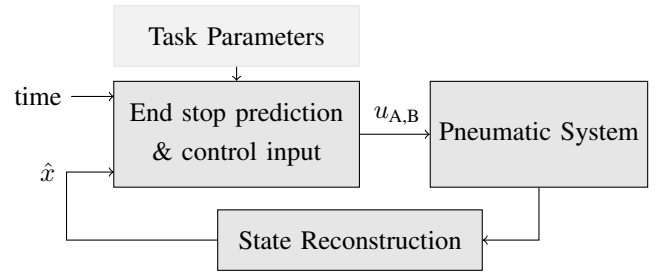 Task Parameters
time
End stop prediction
& control input
u_{A,B}
Pneumatic System
x̂
State Reconstruction